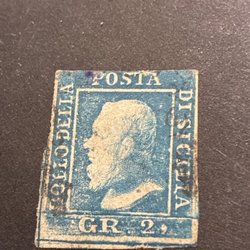 BOLLO DELLA
POSTA
DI SICILIA
GR. 2.